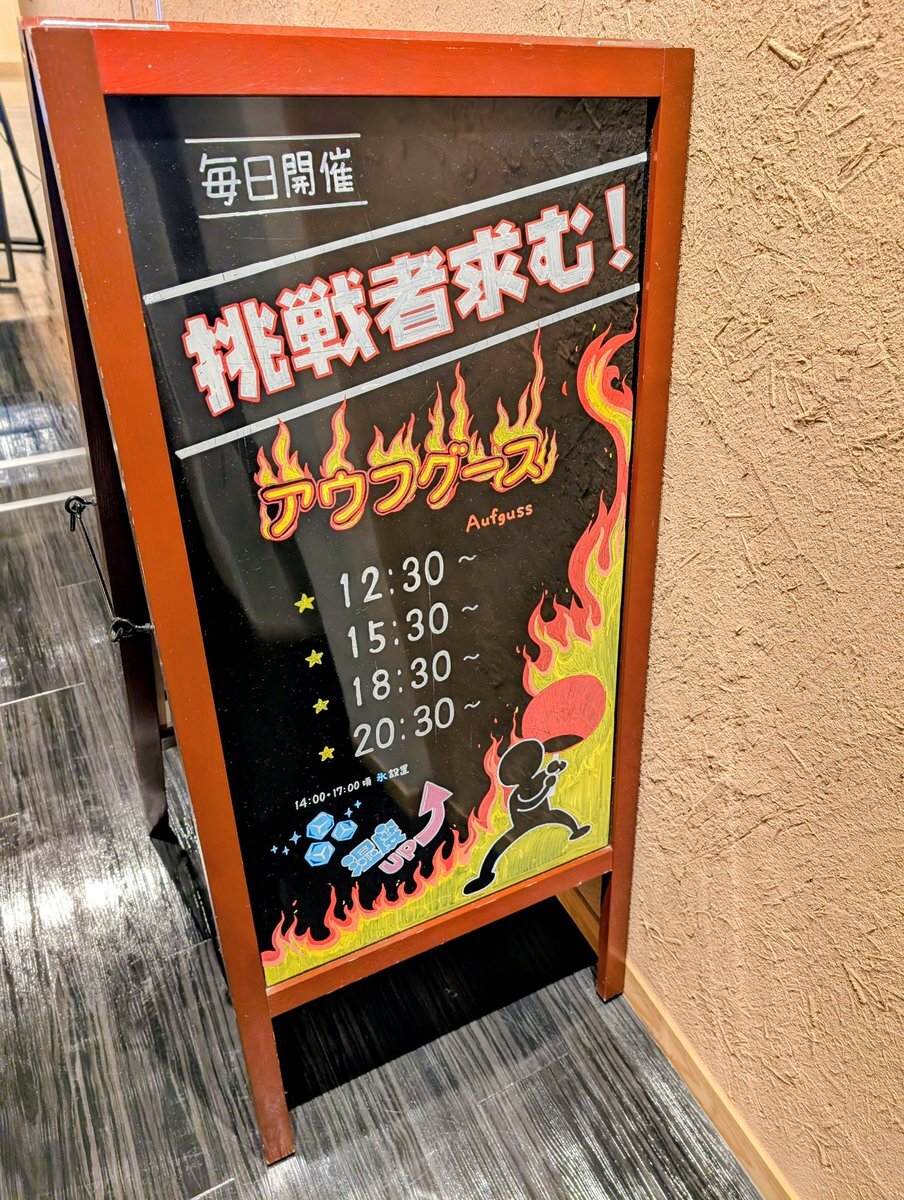 毎日開催
挑戦者求む!
アウフグース
Aufguss
12:30~
15:30~
18:30~
20:30~
14:00・17:00頃 氷設置
湿度UP